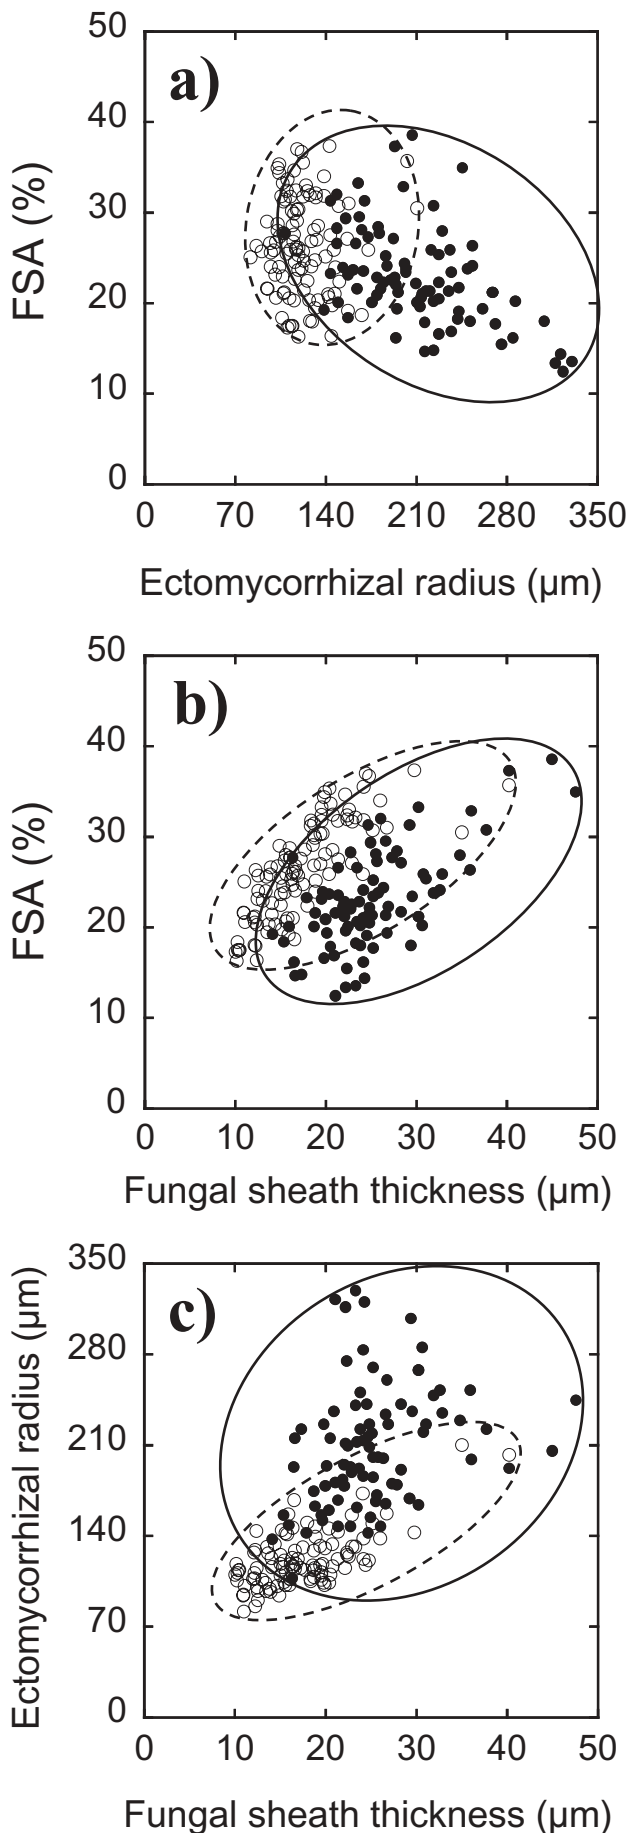 50
a)
40
30
FSA (%)
20
10
0
0 70 140 210 280 350
Ectomycorrhizal radius (µm)
50
b)
40
30
FSA (%)
20
10
0
0 10 20 30 40 50
Fungal sheath thickness (µm)
350
c)
280
210
Ectomycorrhizal radius (µm)
140
70
0
0 10 20 30 40 50
Fungal sheath thickness (µm)